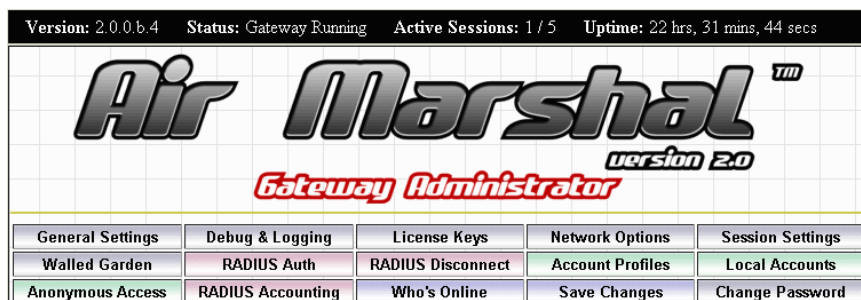 Version: 2.0.0.b.4 Status: Gateway Running Active Sessions: 1 / 5 Uptime: 22 hrs, 31 mins, 44 secs
Air Marshal TM
version 2.0
Gateway Administrator
General Settings Debug & Logging License Keys Network Options Session Settings
Walled Garden RADIUS Auth RADIUS Disconnect Account Profiles Local Accounts
Anonymous Access RADIUS Accounting Who's Online Save Changes Change Password